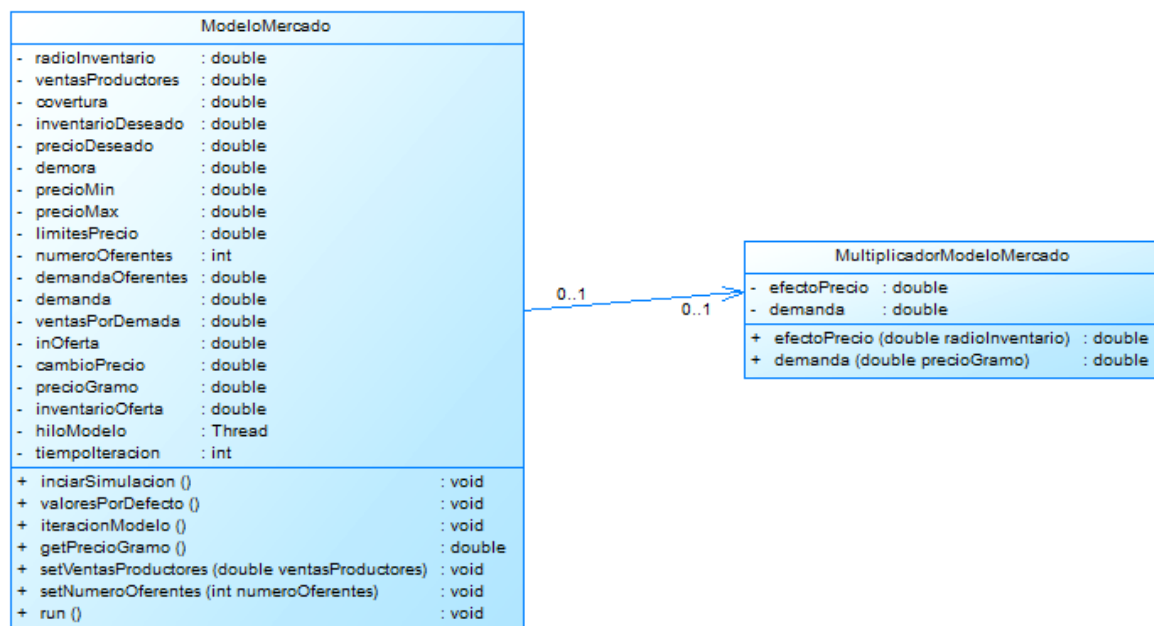 ModeloMercado
- radioInventario : double
- ventasProductores : double
- covertura : double
- inventarioDeseado : double
- precioDeseado : double
- demora : double
- precioMin : double
- precioMax : double
- limitesPrecio : double
- numeroOferentes : int
- demandaOferentes : double
- demanda : double
- ventasPorDemada : double
- inOferta : double
- cambioPrecio : double
- precioGramo : double
- inventarioOferta : double
- hiloModelo : Thread
- tiempoIteracion : int
+ inciarSimulacion () : void
+ valoresPorDefecto () : void
+ iteracionModelo () : void
+ getPrecioGramo () : double
+ setVentasProductores (double ventasProductores) : void
+ setNumeroOferentes (int numeroOferentes) : void
+ run () : void
0..1
0..1
MultiplicadorModeloMercado
- efectoPrecio : double
- demanda : double
+ efectoPrecio (double radioInventario) : double
+ demanda (double precioGramo) : double